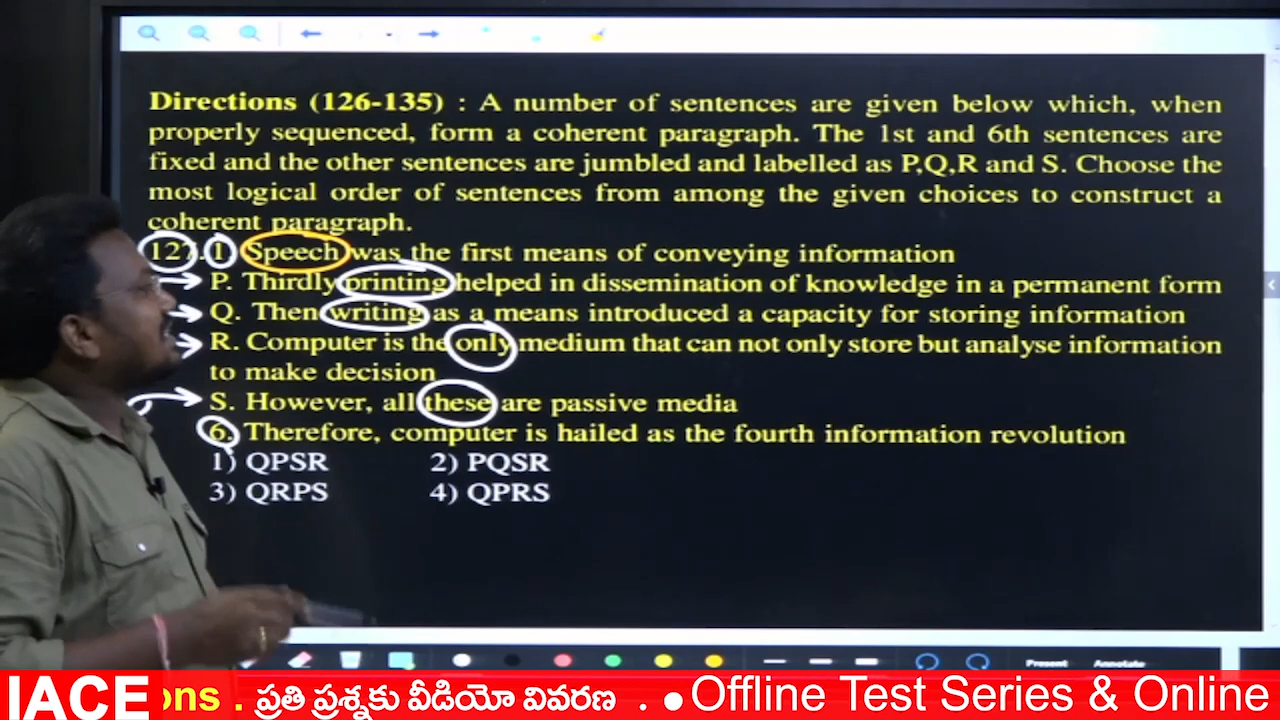 Directions (126-135) : A number of sentences are given below which, when
properly sequenced, form a coherent paragraph. The 1st and 6th sentences are
fixed and the other sentences are jumbled and labelled as P,Q,R and S. Choose the
most logical order of sentences from among the given choices to construct a
coherent paragraph.
127. 1. Speech was the first means of conveying information
P. Thirdly printing helped in dissemination of knowledge in a permanent form
Q. Then writing as a means introduced a capacity for storing information
R. Computer is the only medium that can not only store but analyse information
to make decision
S. However, all these are passive media
6. Therefore, computer is hailed as the fourth information revolution
1) QPSR 2) PQSR
3) QRPS 4) QPRS
Present Annotate
IACE ons . ప్రతి ప్రశ్నకు వీడియో వివరణ . ●Offline Test Series & Online